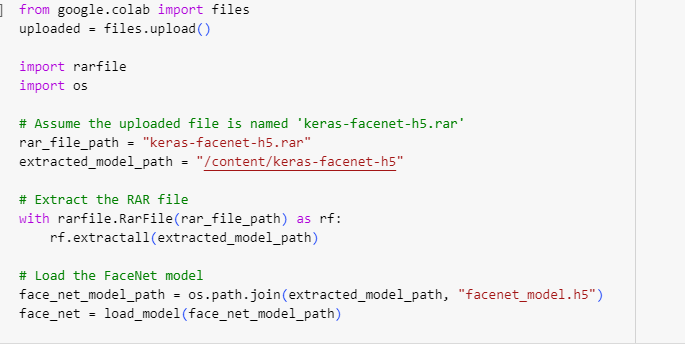 from google.colab import files
uploaded = files.upload()
import rarfile
import os
# Assume the uploaded file is named 'keras-facenet-h5.rar'
rar_file_path = "keras-facenet-h5.rar"
extracted_model_path = "/content/keras-facenet-h5"
# Extract the RAR file
with rarfile.RarFile(rar_file_path) as rf:
    rf.extractall(extracted_model_path)
# Load the FaceNet model
face_net_model_path = os.path.join(extracted_model_path, "facenet_model.h5")
face_net = load_model(face_net_model_path)